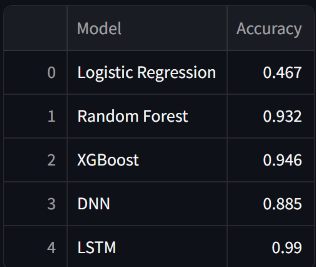 Model Accuracy
0 Logistic Regression 0.467
1 Random Forest 0.932
2 XGBoost 0.946
3 DNN 0.885
4 LSTM 0.99